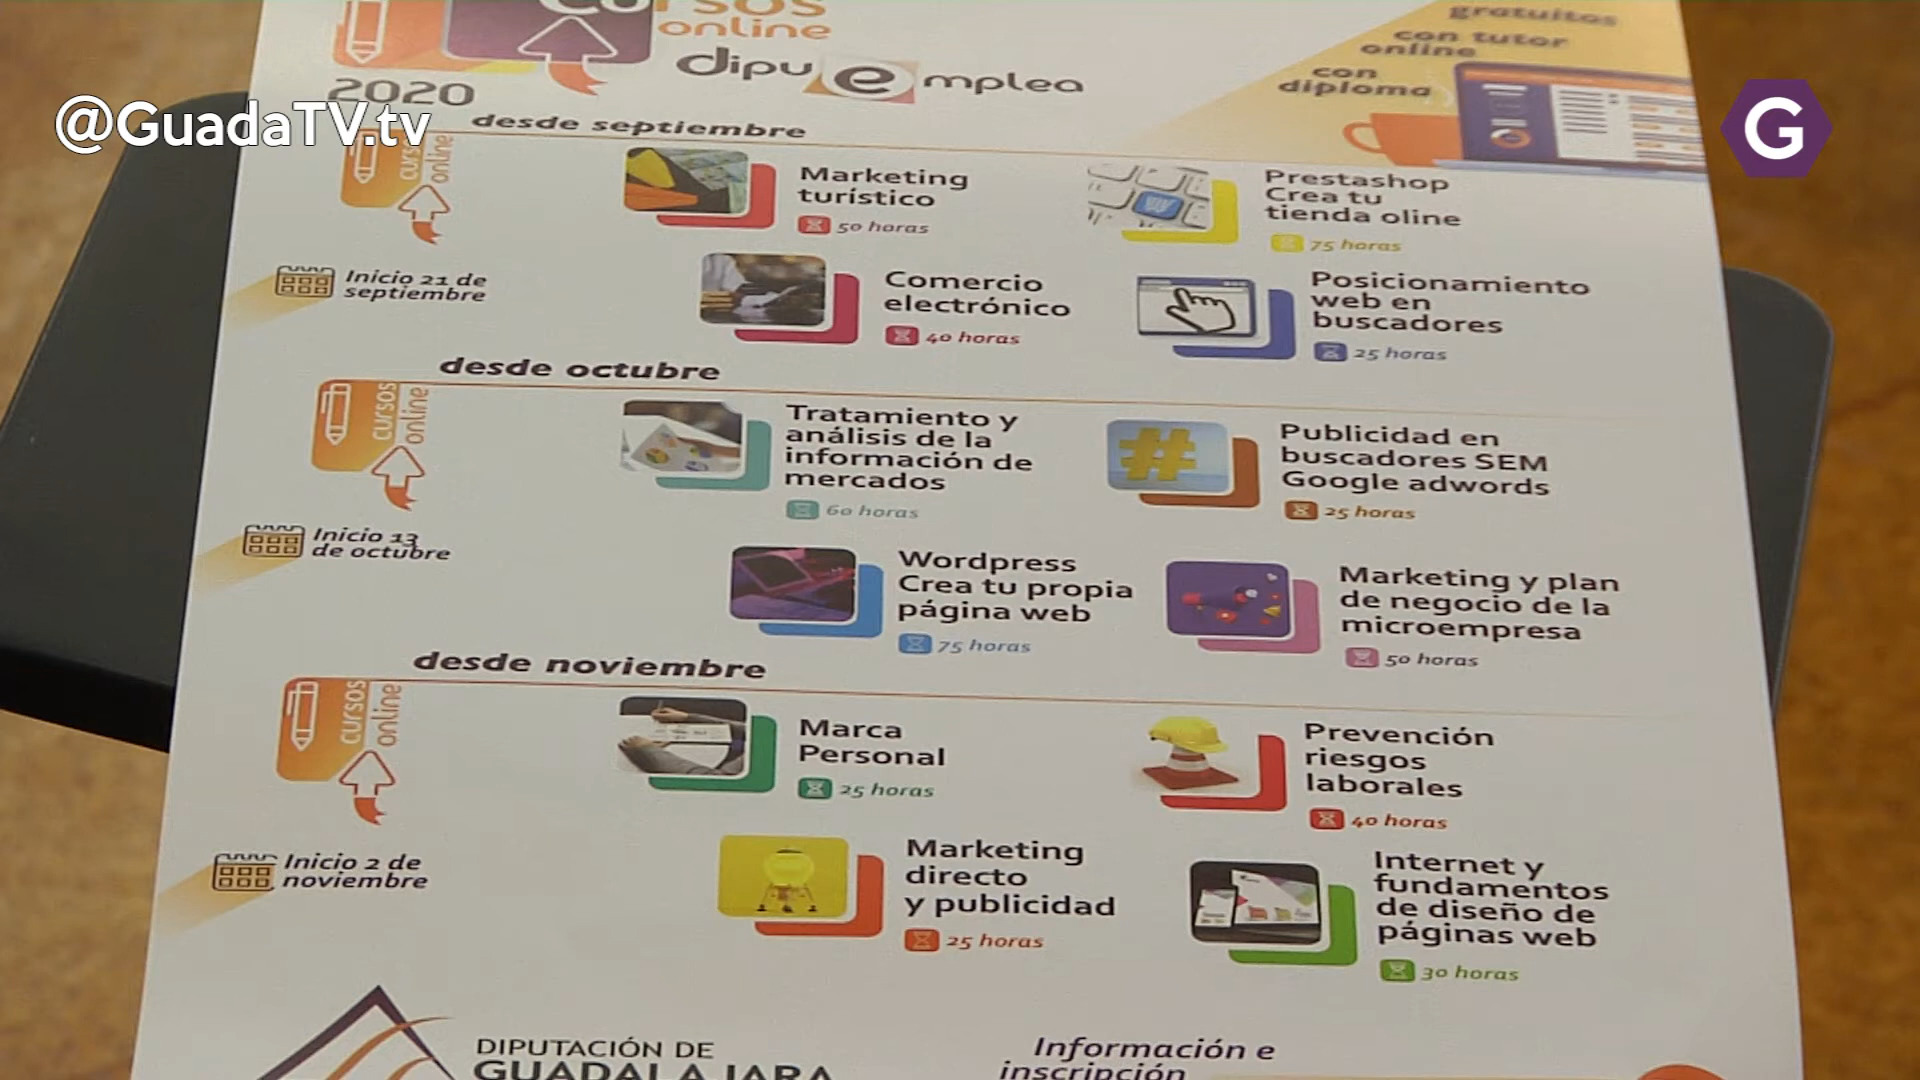 cursos
online
dipu e mplea
2020
gratuitos
con tutor
online
con
diploma
@GuadaTV.tv
G
desde septiembre
cursos
online
Inicio 21 de
septiembre
Marketing
turístico
50 horas
Prestashop
Crea tu
tienda oline
75 horas
Comercio
electrónico
40 horas
Posicionamiento
web en
buscadores
25 horas
desde octubre
cursos
online
Inicio 13
de octubre
Tratamiento y
análisis de la
información de
mercados
60 horas
Publicidad en
buscadores SEM
Google adwords
25 horas
Wordpress
Crea tu propia
página web
75 horas
Marketing y plan
de negocio de la
microempresa
50 horas
desde noviembre
cursos
online
Inicio 2 de
noviembre
Marca
Personal
25 horas
Prevención
riesgos
laborales
40 horas
Marketing
directo
y publicidad
25 horas
Internet y
fundamentos
de diseño de
páginas web
30 horas
DIPUTACIÓN DE
GUADALAJARA
Información e
inscripción